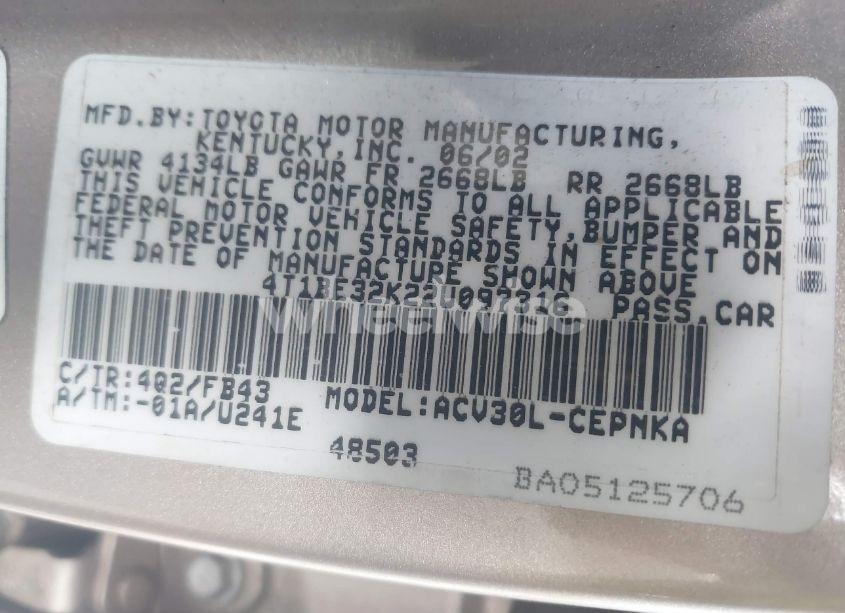 MFD.BY:TOYOTA MOTOR MANUFACTURING,
KENTUCKY,INC. 06/02
GVWR 4134LB GAWR FR 2668LB RR 2668LB
THIS VEHICLE CONFORMS TO ALL APPLICABLE
FEDERAL MOTOR VEHICLE SAFETY,BUMPER AND
THEFT PREVENTION STANDARDS IN EFFECT ON
THE DATE OF MANUFACTURE SHOWN ABOVE
PASS.CAR
wheelwise
C/TR:402/FB43
A/TM:-01A/U241E MODEL:ACV30L-CEPNKA
48503
BA05125706